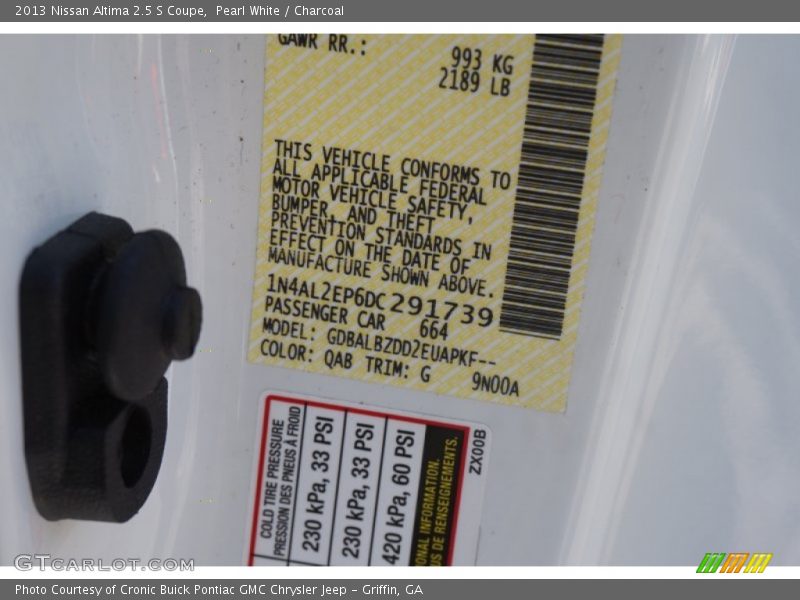 2013 Nissan Altima 2.5 S Coupe, Pearl White / Charcoal
GAWR RR.:
993 KG
2189 LB
THIS VEHICLE CONFORMS TO
ALL APPLICABLE FEDERAL
MOTOR VEHICLE SAFETY,
BUMPER, AND THEFT
PREVENTION STANDARDS IN
EFFECT ON THE DATE OF
MANUFACTURE SHOWN ABOVE.
1N4AL2EP6DC291739
PASSENGER CAR 664
MODEL: GDBALBZDD2EUAPKF--
COLOR: QAB TRIM: G 9N00A
COLD TIRE PRESSURE
PRESSION DES PNEUS À FROID
230 kPa, 33 PSI
230 kPa, 33 PSI
420 kPa, 60 PSI
INFORMATION.
DE RENSEIGNEMENTS.
ZX00B
GTcarlot.com
Photo Courtesy of Cronic Buick Pontiac GMC Chrysler Jeep - Griffin, GA